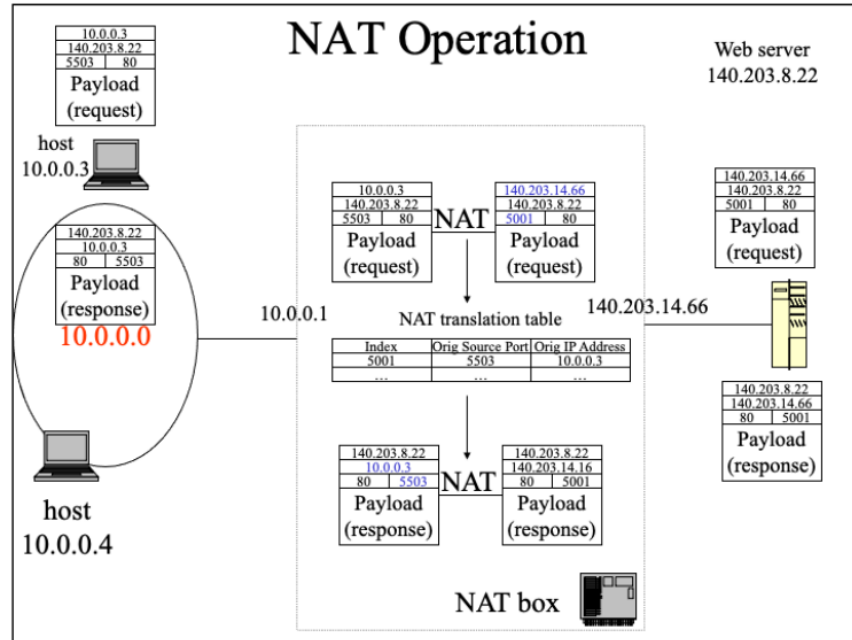 NAT Operation
10.0.0.3
140.203.8.22
5503 80
Payload
(request)
host
10.0.0.3
140.203.8.22
10.0.0.3
80 5503
Payload
(response)
10.0.0.0
host
10.0.0.4
10.0.0.1
10.0.0.3
140.203.8.22
5503 80
Payload
(request)
NAT
140.203.14.66
140.203.8.22
5001 80
Payload
(request)
NAT translation table
Index Orig Source Port Orig IP Address
5001 5503 10.0.0.3
... ... ...
140.203.8.22
10.0.0.3
80 5503
Payload
(response)
NAT
140.203.8.22
140.203.14.16
80 5001
Payload
(response)
NAT box
140.203.14.66
Web server
140.203.8.22
140.203.14.66
140.203.8.22
5001 80
Payload
(request)
140.203.8.22
140.203.14.66
80 5001
Payload
(response)